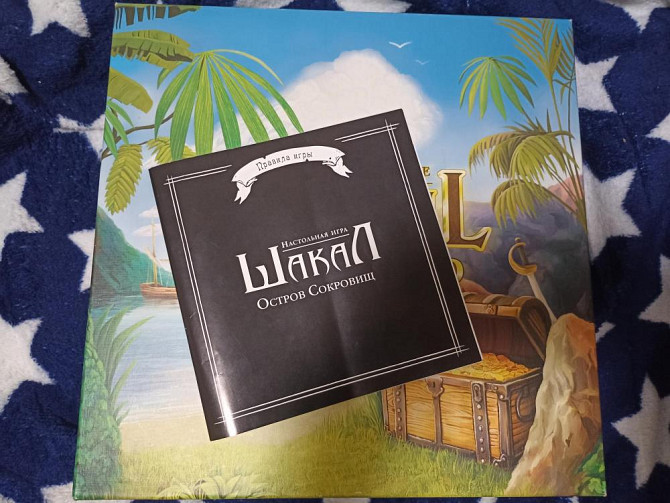 Правила игры
Настольная игра
Шакал
Остров Сокровищ